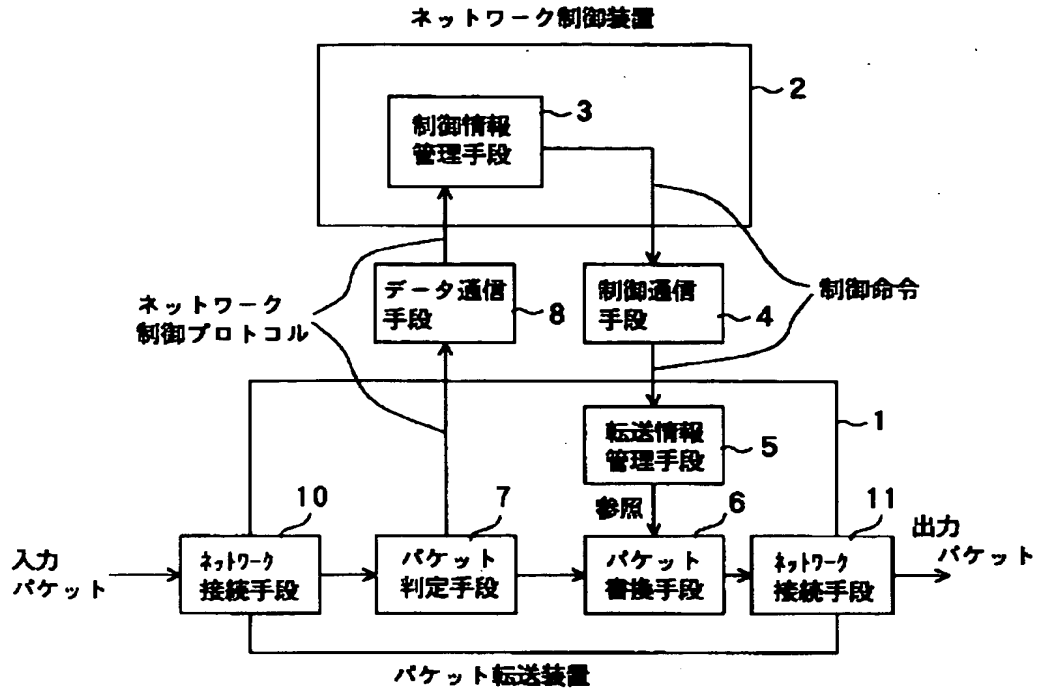 ネットワーク制御装置
2
3
制御情報
管理手段
データ通信
手段
8
制御通信
手段
4
制御命令
ネットワーク
制御プロトコル
転送情報
管理手段
5
1
参照
10
7
6
11
入力
パケット
ネットワーク
接続手段
パケット
判定手段
パケット
書換手段
ネットワーク
接続手段
出力
パケット
パケット転送装置